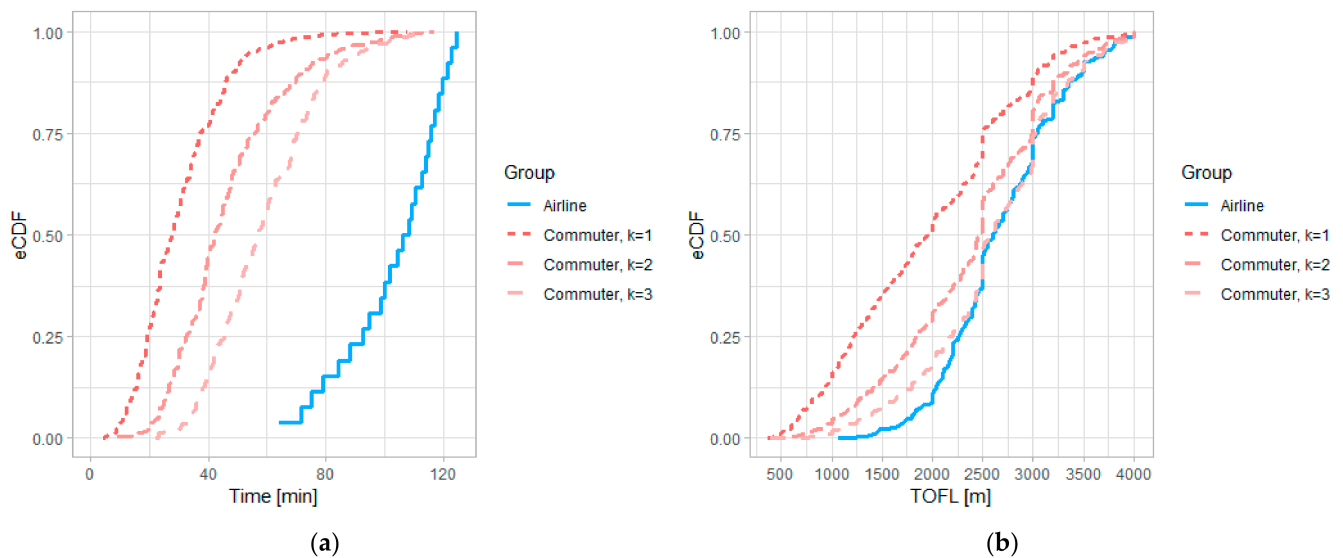 1.00
0.75
0.50
0.25
0.00
eCDF
0 40 80 120
Time [min]
Group
Airline
Commuter, k=1
Commuter, k=2
Commuter, k=3
(a)
1.00
0.75
0.50
0.25
0.00
eCDF
500 1000 1500 2000 2500 3000 3500 4000
TOFL [m]
Group
Airline
Commuter, k=1
Commuter, k=2
Commuter, k=3
(b)